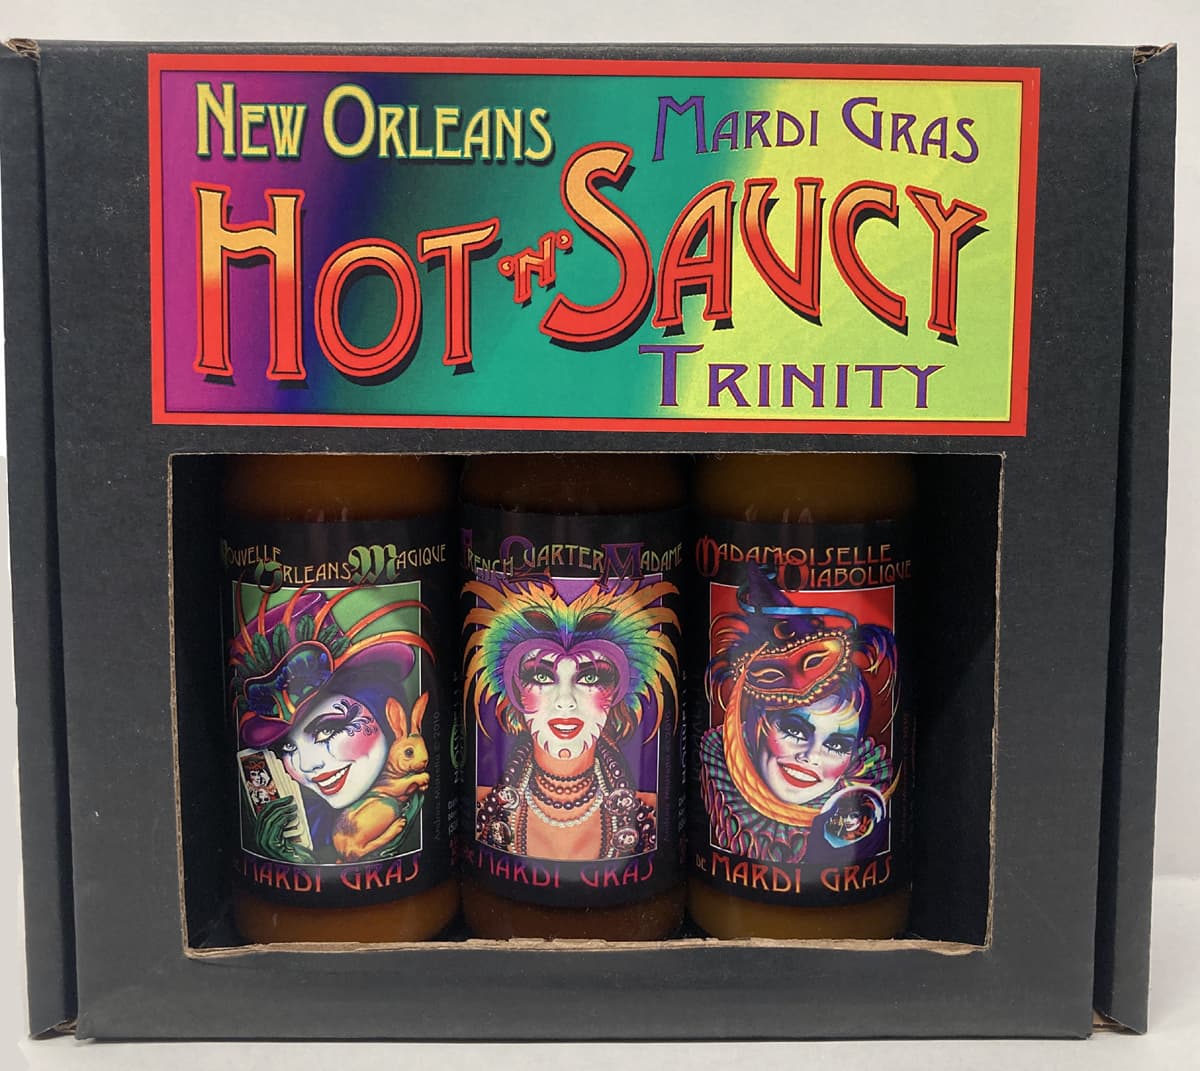 NEW ORLEANS
MARDI GRAS
HOT 'N' SAUCY
TRINITY
NOUVELLE
ORLEANS MAGIQUE
MARDI GRAS
FRENCH QUARTER MADAME
DE MARDI GRAS
MADAMOISELLE
DIABOLIQUE
DE MARDI GRAS